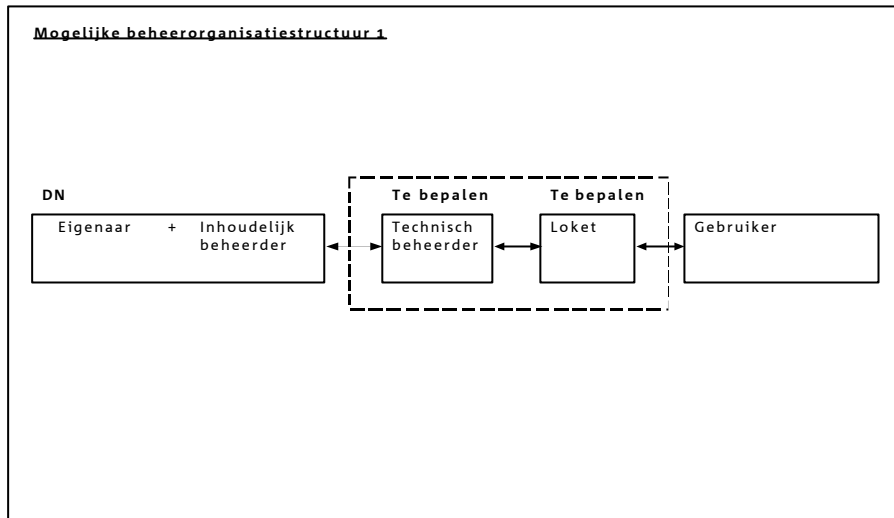 Mogelijke beheerorganisatiestructuur 1
DN
Te bepalen
Te bepalen
Eigenaar + Inhoudelijk
beheerder
Technisch
beheerder
Loket
Gebruiker